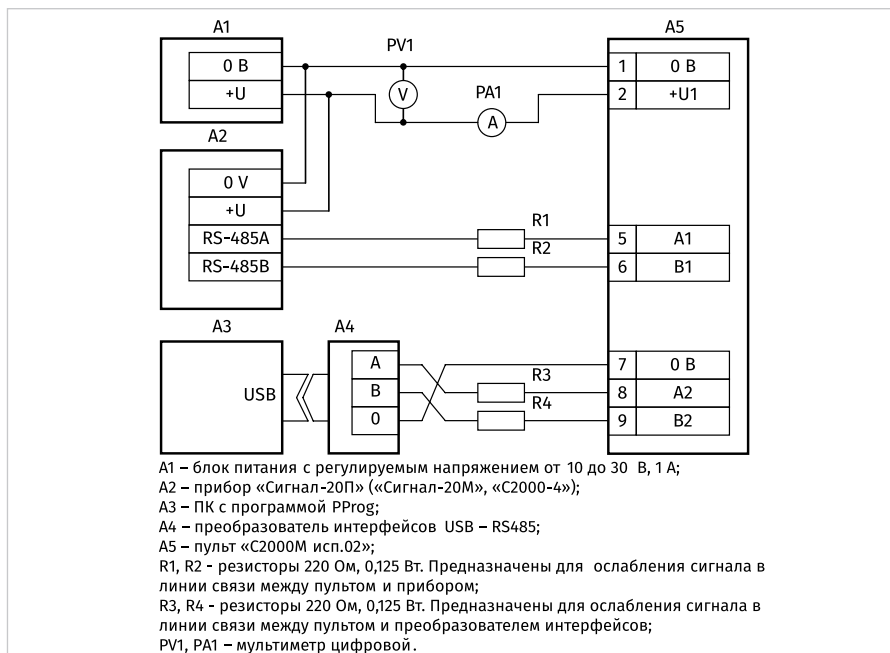 A1
0 В
+U
PV1
V
PA1
A
A5
1 0 В
2 +U1
A2
0 V
+U
RS-485A
RS-485B
R1
R2
5 A1
6 B1
A3
USB
A4
A
B
0
R3
R4
7 0 В
8 A2
9 B2
А1 – блок питания с регулируемым напряжением от 10 до 30 В, 1 А;
А2 – прибор «Сигнал-20П» («Сигнал-20М», «С2000-4»);
А3 – ПК с программой PProg;
А4 – преобразователь интерфейсов USB – RS485;
А5 – пульт «С2000М исп.02»;
R1, R2 - резисторы 220 Ом, 0,125 Вт. Предназначены для ослабления сигнала в
линии связи между пультом и прибором;
R3, R4 - резисторы 220 Ом, 0,125 Вт. Предназначены для ослабления сигнала в
линии связи между пультом и преобразователем интерфейсов;
PV1, PA1 – мультиметр цифровой.